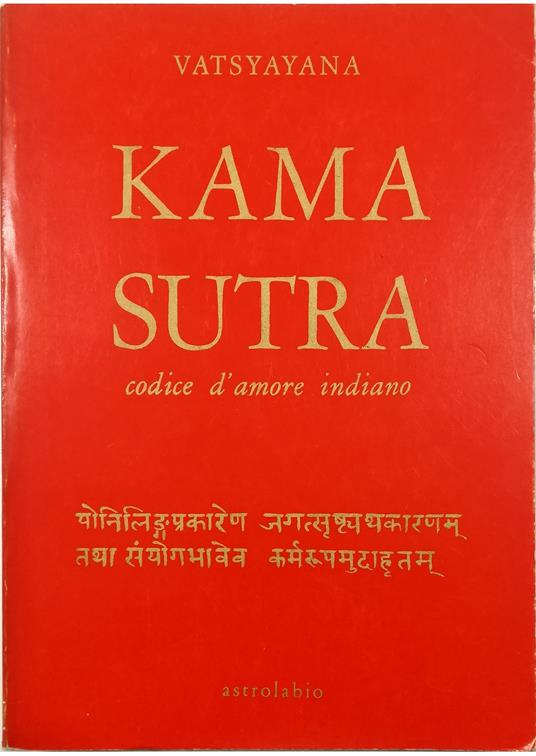 VATSYAYANA
KAMA
SUTRA
codice d'amore indiano
योनिलिङ्गप्रकारेण जगत्सृष्ट्यथकारणम्
तथा संयोगभावेव कर्मरूपमुदाहृतम्
astrolabio